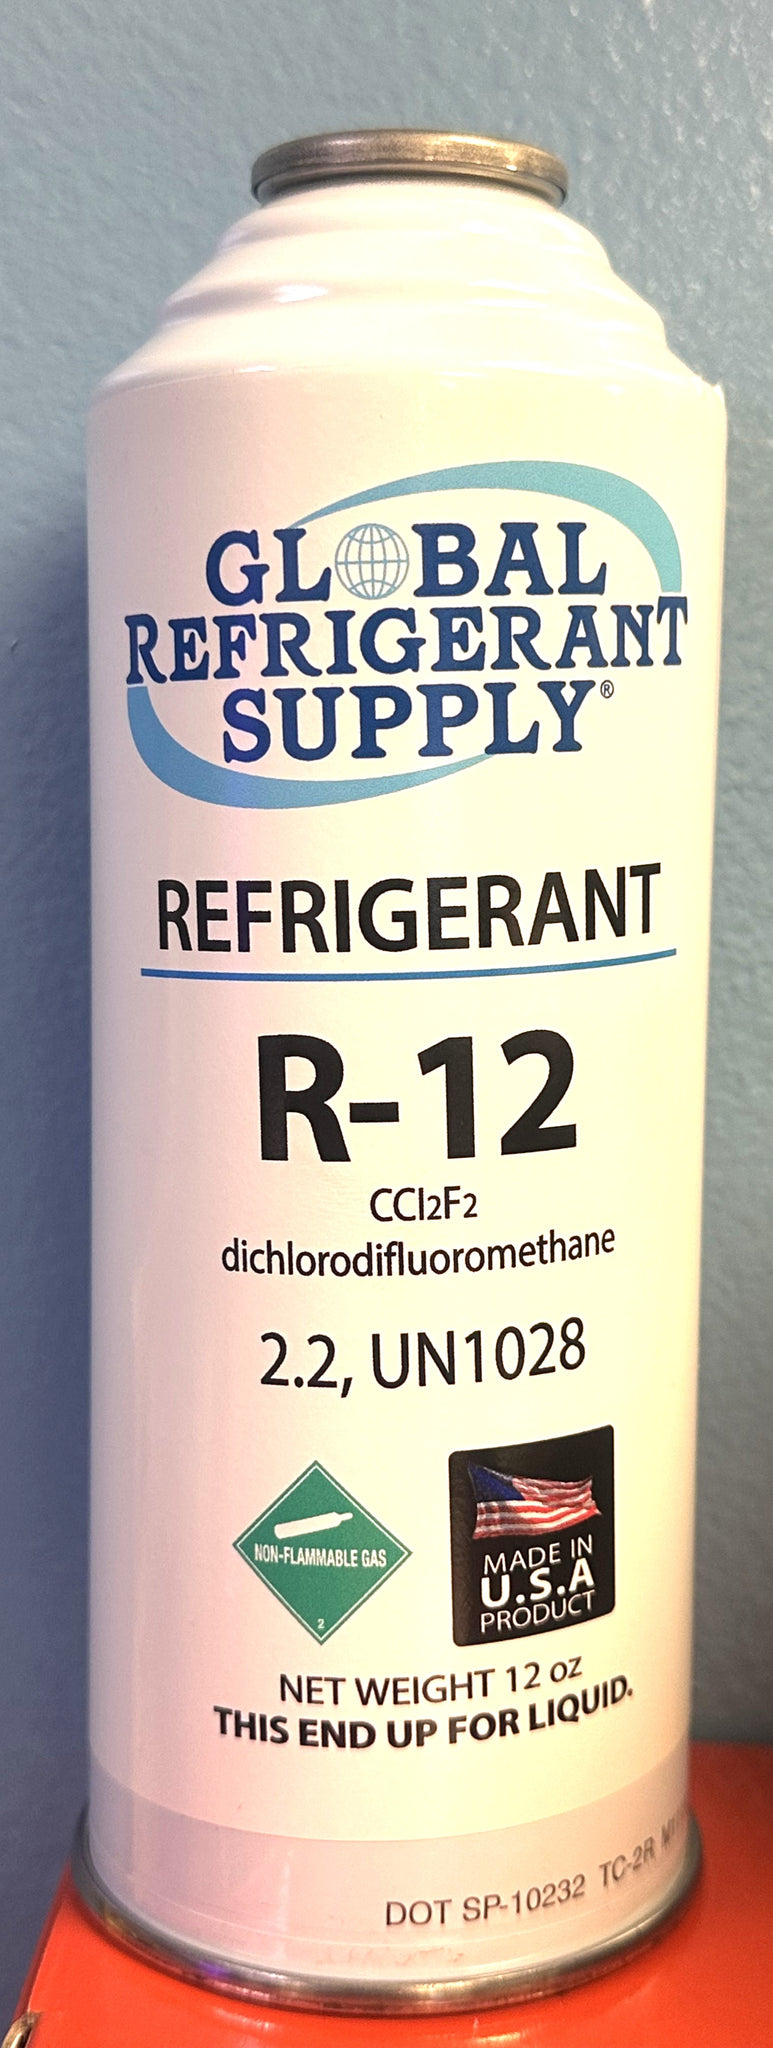 GLOBAL
REFRIGERANT
SUPPLY®
REFRIGERANT
R-12
CCl₂F₂
dichlorodifluoromethane
2.2, UN1028
NON-FLAMMABLE GAS
2
MADE IN
U.S.A
PRODUCT
NET WEIGHT 12 oz
THIS END UP FOR LIQUID.
DOT SP-10232 TC-2R